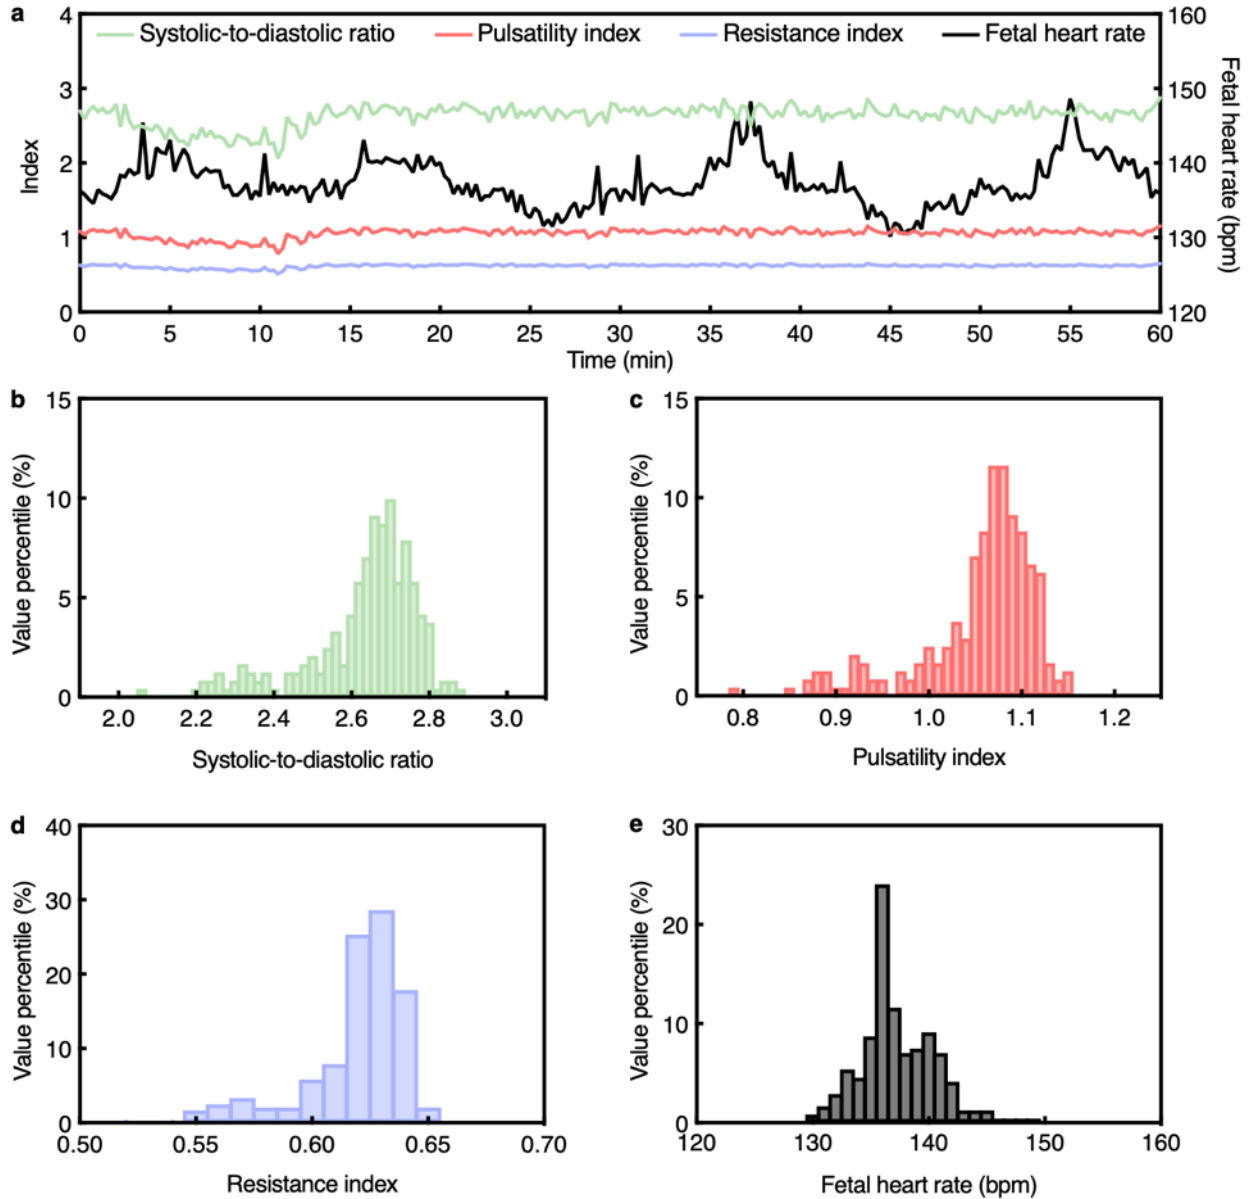 a
Systolic-to-diastolic ratio Pulsatility index Resistance index Fetal heart rate
Index
4
3
2
1
0
Fetal heart rate (bpm)
160
150
140
130
120
0 5 10 15 20 25 30 35 40 45 50 55 60
Time (min)
b
Value percentile (%)
15
10
5
0
2.0 2.2 2.4 2.6 2.8 3.0
Systolic-to-diastolic ratio
c
Value percentile (%)
15
10
5
0
0.8 0.9 1.0 1.1 1.2
Pulsatility index
d
Value percentile (%)
40
30
20
10
0
0.50 0.55 0.60 0.65 0.70
Resistance index
e
Value percentile (%)
30
20
10
0
120 130 140 150 160
Fetal heart rate (bpm)